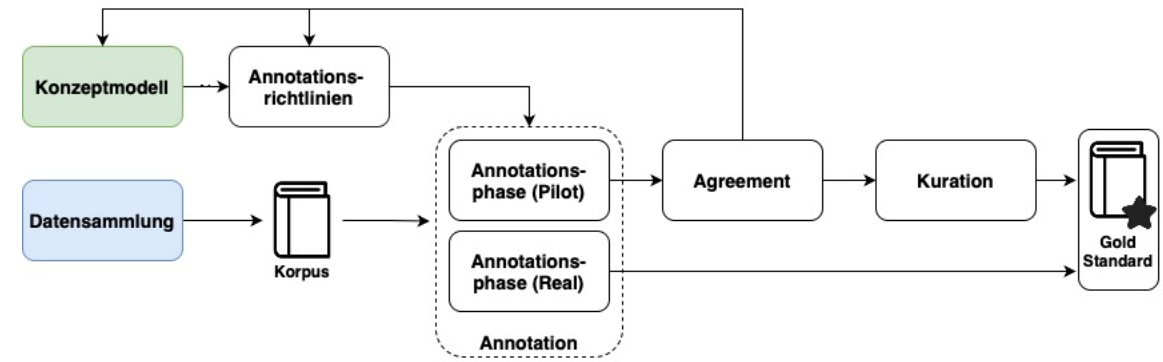 Konzeptmodell
Annotations-
richtlinien
Datensammlung
Korpus
Annotations-
phase (Pilot)
Annotations-
phase (Real)
Annotation
Agreement
Kuration
Gold
Standard